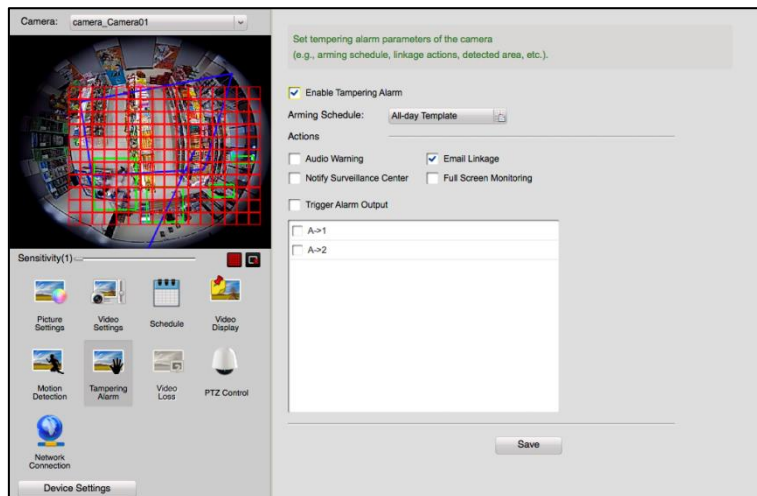 Camera: camera_Camera01
Set tempering alarm parameters of the camera
(e.g., arming schedule, linkage actions, detected area, etc.).
Enable Tampering Alarm
Arming Schedule: All-day Template
Actions
Audio Warning Email Linkage
Notify Surveillance Center Full Screen Monitoring
Trigger Alarm Output
A->1
A->2
Save
Sensitivity(1)
Picture Settings
Video Settings
Schedule
Video Display
Motion Detection
Tampering Alarm
Video Loss
PTZ Control
Network Connection
Device Settings